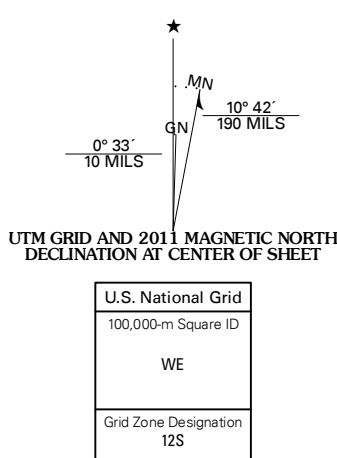 ★
MN
GN
10° 42´
190 MILS
0° 33´
10 MILS
UTM GRID AND 2011 MAGNETIC NORTH
DECLINATION AT CENTER OF SHEET
U.S. National Grid
100,000-m Square ID
WE
Grid Zone Designation
12S